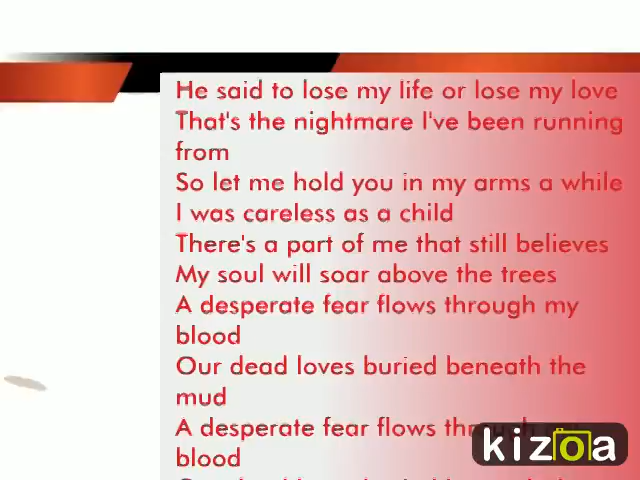 He said to lose my life or lose my love
That's the nightmare I've been running
from
So let me hold you in my arms a while
I was careless as a child
There's a part of me that still believes
My soul will soar above the trees
A desperate fear flows through my
blood
Our dead loves buried beneath the
mud
A desperate fear flows through
blood
kizoa